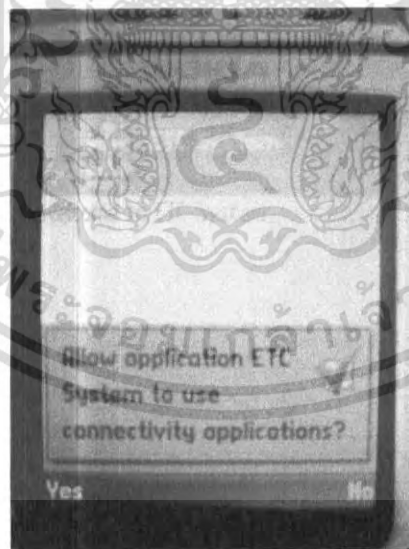 Allow application ETC
System to use
connectivity applications?
Yes No